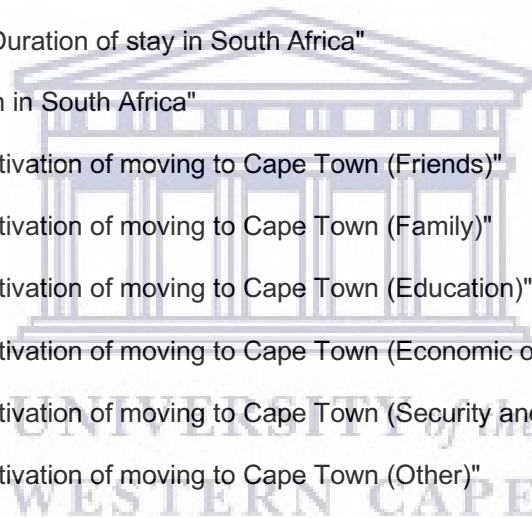 Duration of stay in South Africa"
n in South Africa"
tivation of moving to Cape Town (Friends)"
tivation of moving to Cape Town (Family)"
tivation of moving to Cape Town (Education)"
tivation of moving to Cape Town (Economic o
tivation of moving to Cape Town (Security and
UNIVERSITY of the
tivation of moving to Cape Town (Other)"
WESTERN CAPE